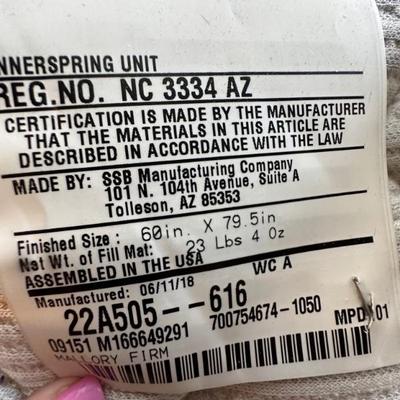 NNERSPRING UNIT
REG.NO. NC 3334 AZ
CERTIFICATION IS MADE BY THE MANUFACTURER
THAT THE MATERIALS IN THIS ARTICLE ARE
DESCRIBED IN ACCORDANCE WITH THE LAW
MADE BY: SSB Manufacturing Company
101 N. 104th Avenue, Suite A
Tolleson, AZ 85353
Finished Size : 60in. X 79.5in
Net Wt. of Fill Mat: 23 Lbs 4 Oz
ASSEMBLED IN THE USA
WC A
Manufactured: 06/11/18
22A505--616
09151 M166649291 700754674-1050 MPD 01
MALLORY FIRM